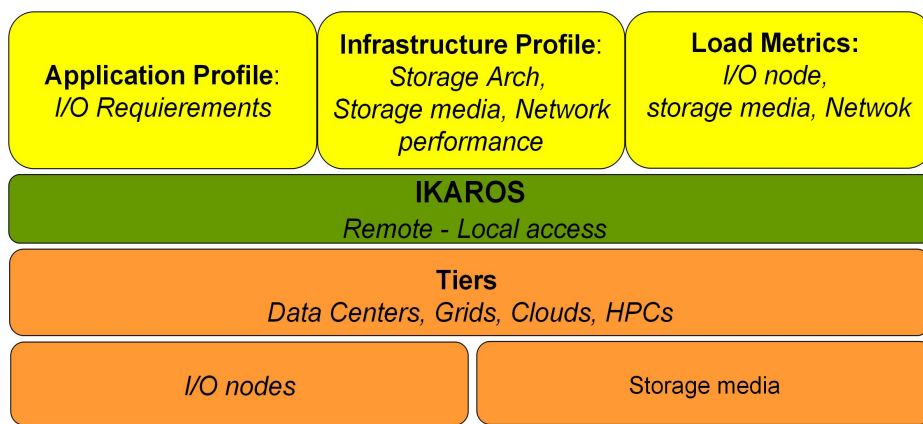 Application Profile:
I/O Requierements
Infrastructure Profile:
Storage Arch,
Storage media, Network
performance
Load Metrics:
I/O node,
storage media, Netwok
IKAROS
Remote - Local access
Tiers
Data Centers, Grids, Clouds, HPCs
I/O nodes
Storage media